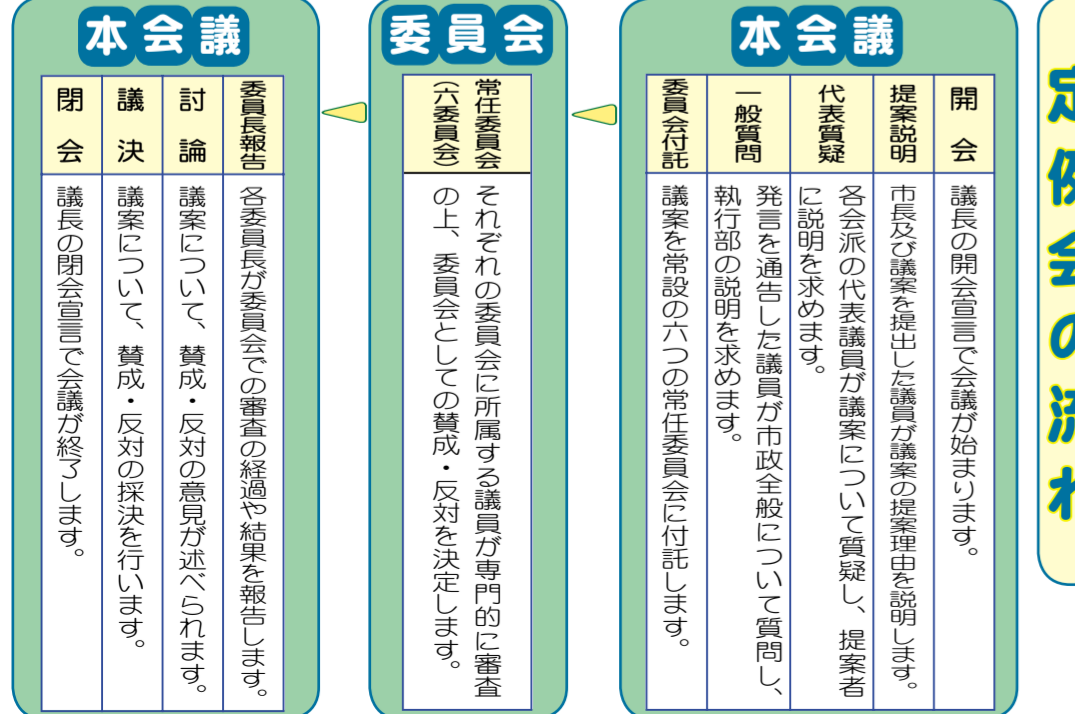 定例会の流れ
本会議
開会
議長の開会宣言で会議が始まります。
提案説明
市長及び議案を提出した議員が議案の提案理由を説明します。
代表質疑
各会派の代表議員が議案について質疑し、提案者
に説明を求めます。
一般質問
発言を通告した議員が市政全般について質問し、
執行部の説明を求めます。
委員会付託
議案を常設の六つの常任委員会に付託します。
委員会
常任委員会
(六委員会)
それぞれの委員会に所属する議員が専門的に審査
の上、委員会としての賛成・反対を決定します。
本会議
委員長報告
各委員長が委員会での審査の経過や結果を報告します。
討論
議案について、賛成・反対の意見が述べられます。
議決
議案について、賛成・反対の採決を行います。
閉会
議長の閉会宣言で会議が終了します。